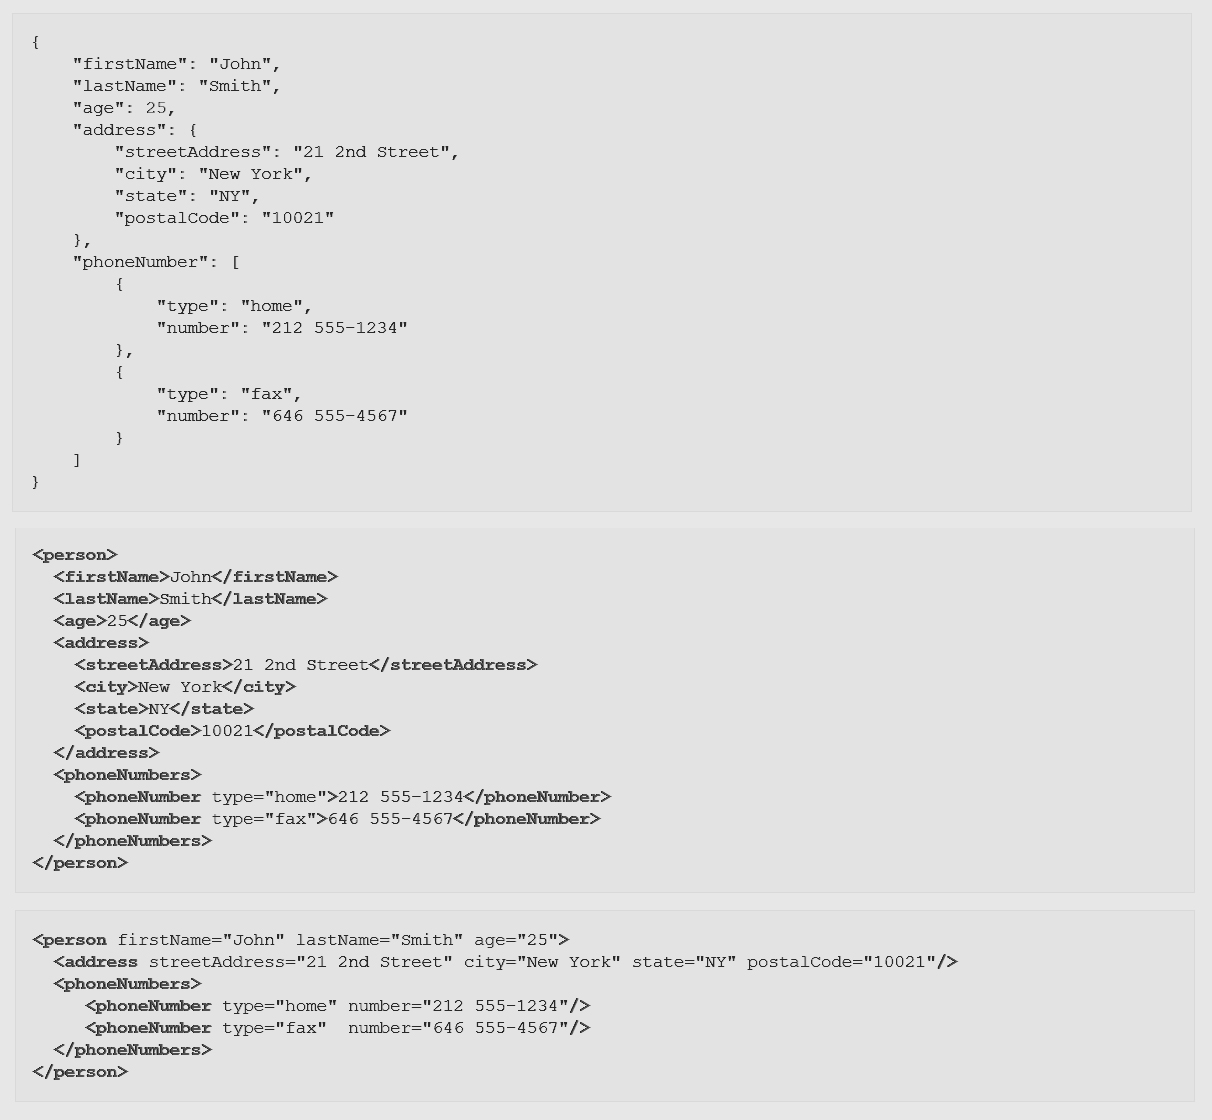 {
    "firstName": "John",
    "lastName": "Smith",
    "age": 25,
    "address": {
        "streetAddress": "21 2nd Street",
        "city": "New York",
        "state": "NY",
        "postalCode": "10021"
    },
    "phoneNumber": [
        {
            "type": "home",
            "number": "212 555-1234"
        },
        {
            "type": "fax",
            "number": "646 555-4567"
        }
    ]
}
<person>
  <firstName>John</firstName>
  <lastName>Smith</lastName>
  <age>25</age>
  <address>
    <streetAddress>21 2nd Street</streetAddress>
    <city>New York</city>
    <state>NY</state>
    <postalCode>10021</postalCode>
  </address>
  <phoneNumbers>
    <phoneNumber type="home">212 555-1234</phoneNumber>
    <phoneNumber type="fax">646 555-4567</phoneNumber>
  </phoneNumbers>
</person>
<person firstName="John" lastName="Smith" age="25">
  <address streetAddress="21 2nd Street" city="New York" state="NY" postalCode="10021"/>
  <phoneNumbers>
     <phoneNumber type="home" number="212 555-1234"/>
     <phoneNumber type="fax"  number="646 555-4567"/>
  </phoneNumbers>
</person>